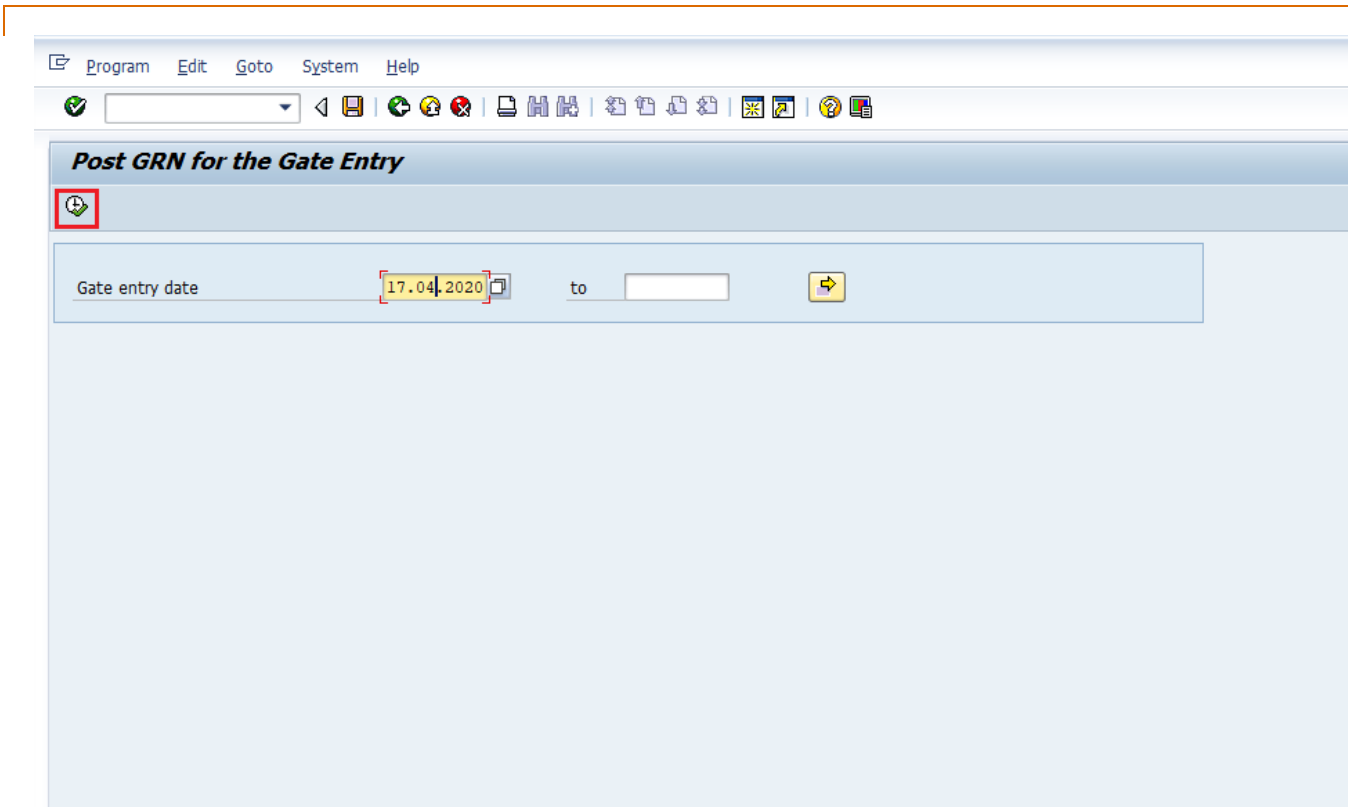 Program Edit Goto System Help
Post GRN for the Gate Entry
Gate entry date 17.04.2020 to